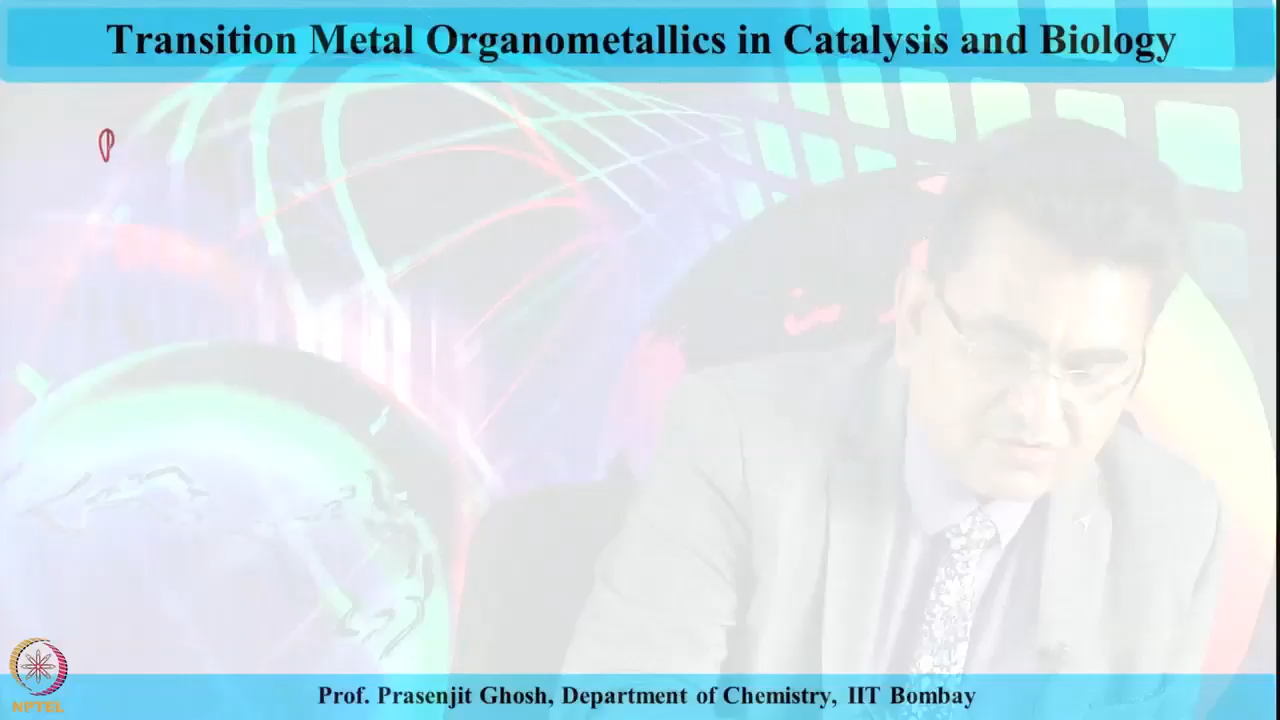 Transition Metal Organometallics in Catalysis and Biology
Prof. Prasenjit Ghosh, Department of Chemistry, IIT Bombay
NPTEL